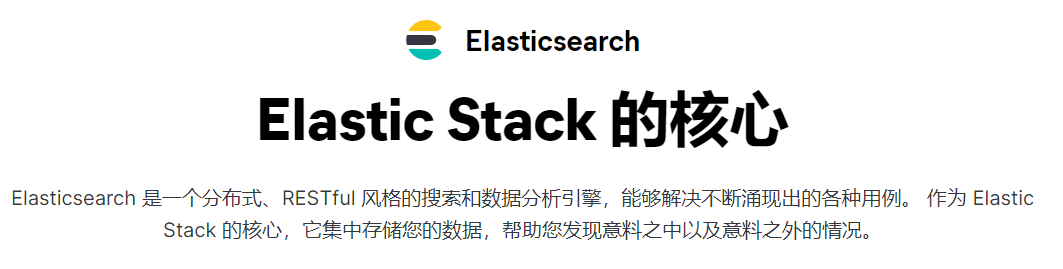 Elasticsearch
Elastic Stack 的核心
Elasticsearch 是一个分布式、RESTful 风格的搜索和数据分析引擎，能够解决不断涌现出的各种用例。 作为 Elastic
Stack 的核心，它集中存储您的数据，帮助您发现意料之中以及意料之外的情况。